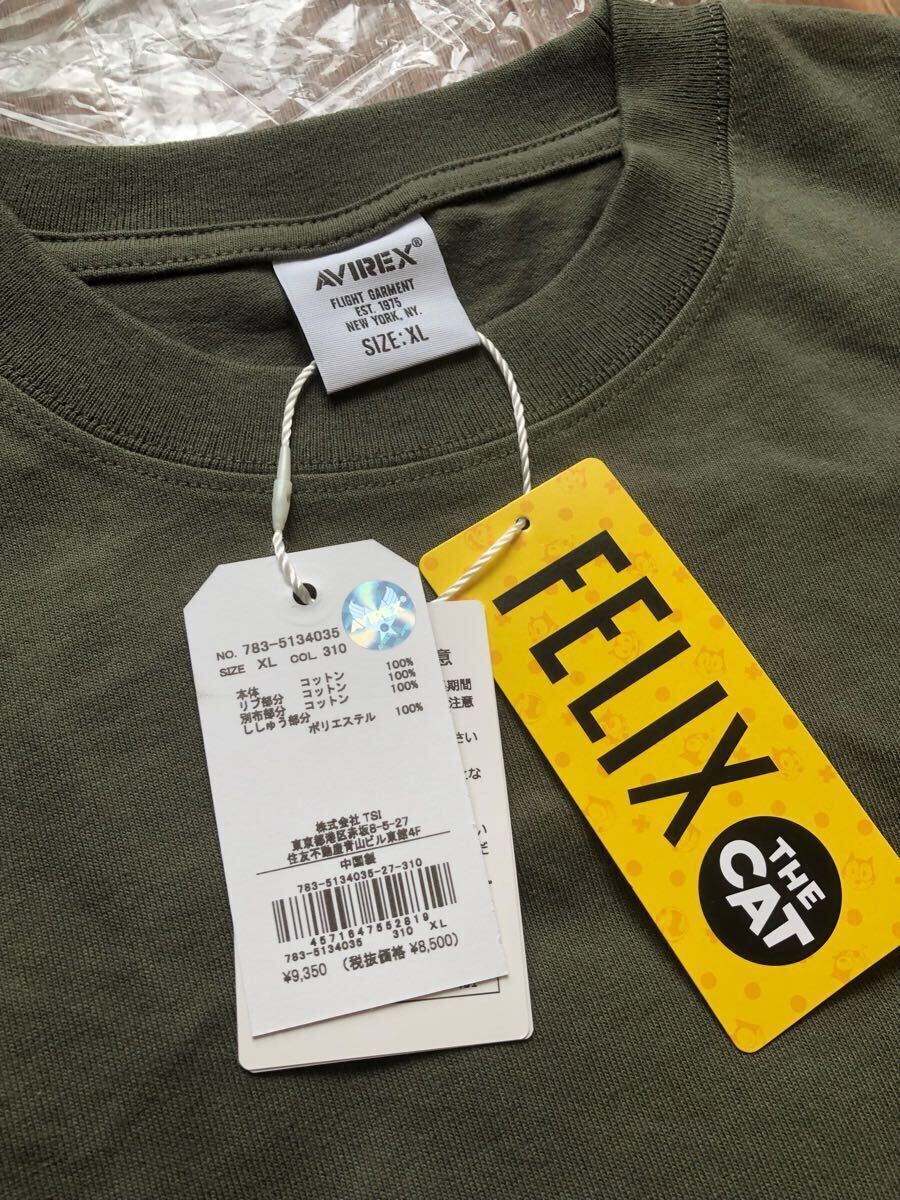 AVIREX®
FLIGHT GARMENT
EST. 1975
NEW YORK, NY.
SIZE:XL
AVIREX
NO. 783-5134035
SIZE XL COL 310
本体 コットン 100%
リブ部分 コットン 100%
別布部分 コットン 100%
ししゅう部分 ポリエステル 100%
株式会社TSI
東京都港区赤坂8-5-27
住友不動産青山ビル東館4F
中国製
783-5134035-27-310
4571647552819
783-5134035 310 XL
¥9,350 (税抜価格 ¥8,500)
意
期間
注意
さい
な
い
FELIX
THE
CAT